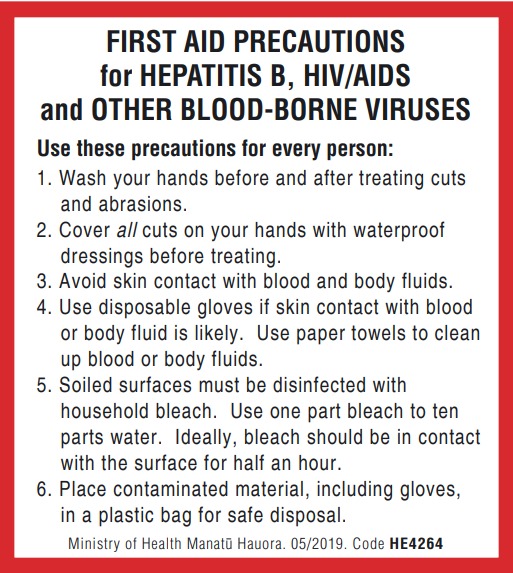 FIRST AID PRECAUTIONS
for HEPATITIS B, HIV/AIDS
and OTHER BLOOD-BORNE VIRUSES
Use these precautions for every person:
1. Wash your hands before and after treating cuts
and abrasions.
2. Cover all cuts on your hands with waterproof
dressings before treating.
3. Avoid skin contact with blood and body fluids.
4. Use disposable gloves if skin contact with blood
or body fluid is likely.  Use paper towels to clean
up blood or body fluids.
5. Soiled surfaces must be disinfected with
household bleach.  Use one part bleach to ten
parts water.  Ideally, bleach should be in contact
with the surface for half an hour.
6. Place contaminated material, including gloves,
in a plastic bag for safe disposal.
Ministry of Health Manatū Hauora. 05/2019. Code HE4264